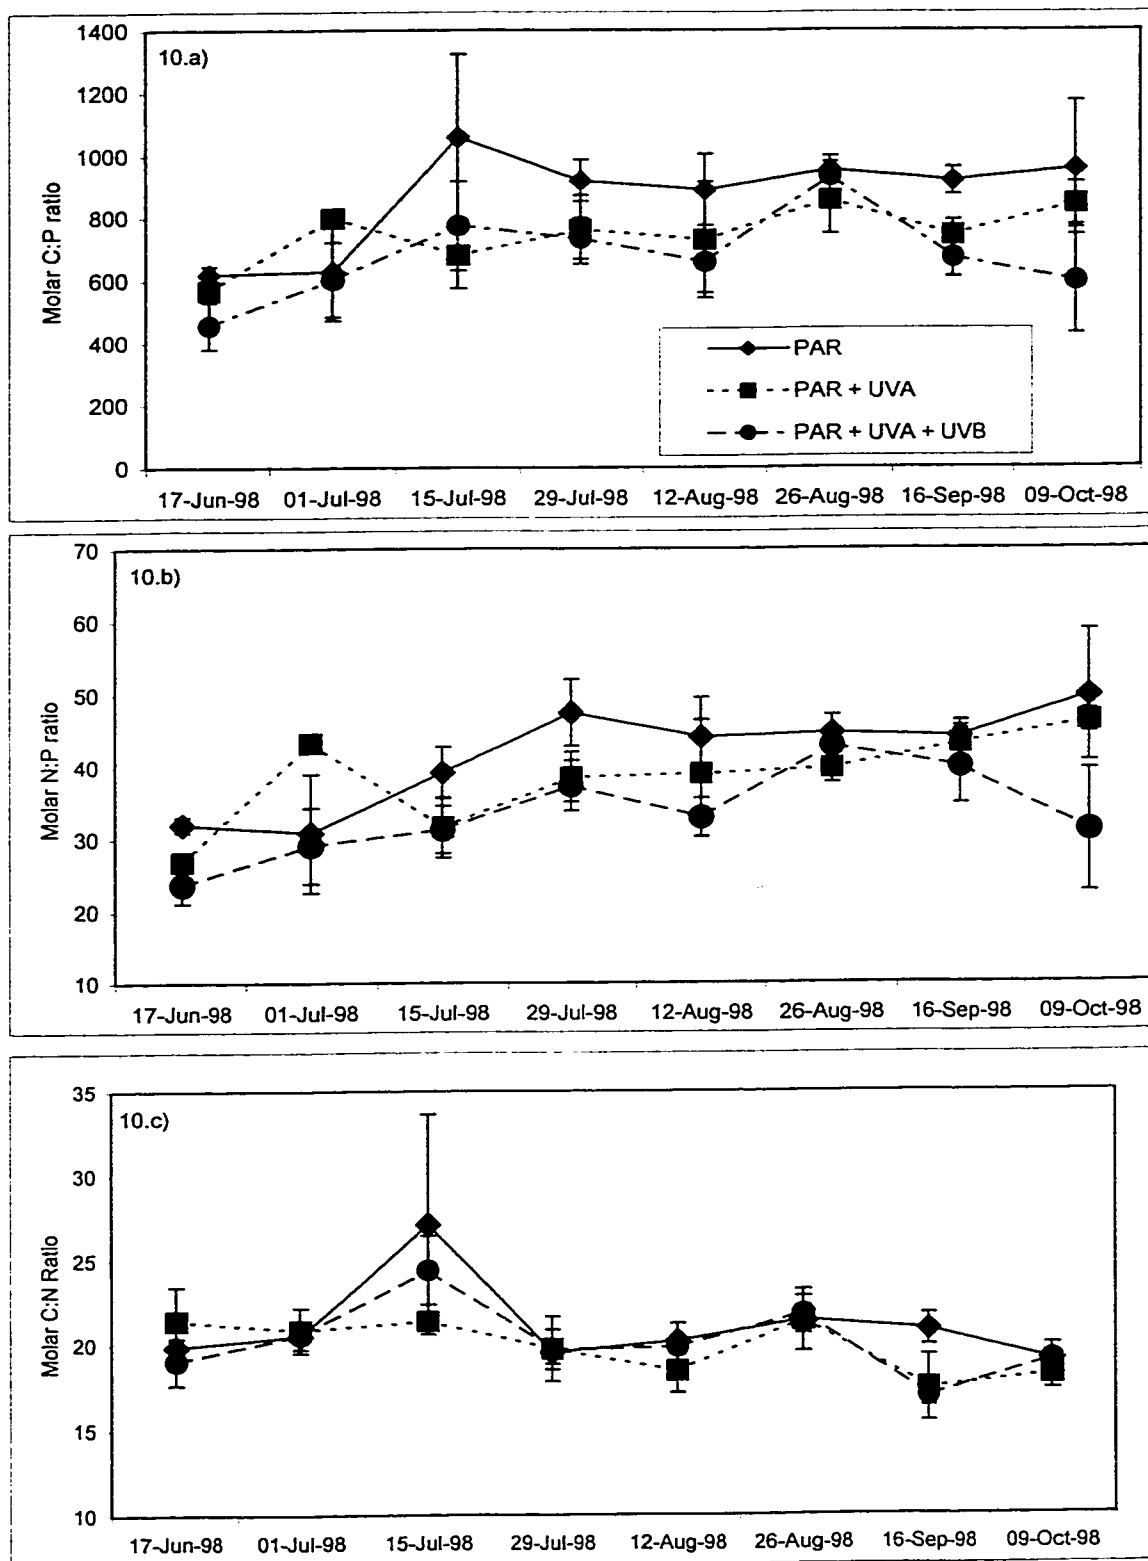 10.a)
Molar C:P ratio
1400
1200
1000
800
600
400
200
0
PAR
PAR + UVA
PAR + UVA + UVB
17-Jun-98 01-Jul-98 15-Jul-98 29-Jul-98 12-Aug-98 26-Aug-98 16-Sep-98 09-Oct-98
10.b)
Molar N:P ratio
70
60
50
40
30
20
10
17-Jun-98 01-Jul-98 15-Jul-98 29-Jul-98 12-Aug-98 26-Aug-98 16-Sep-98 09-Oct-98
10.c)
Molar C:N Ratio
35
30
25
20
15
10
17-Jun-98 01-Jul-98 15-Jul-98 29-Jul-98 12-Aug-98 26-Aug-98 16-Sep-98 09-Oct-98